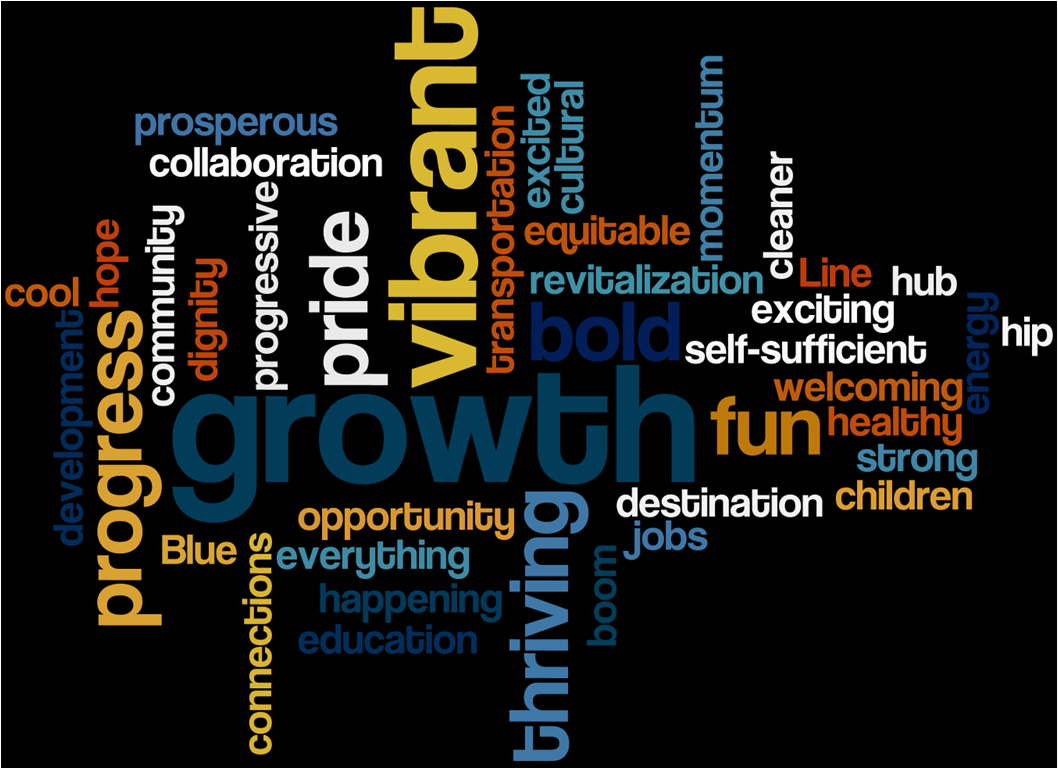 vibrant
prosperous
collaboration
transportation
excited
cultural
momentum
cleaner
progressive
pride
community
hope
dignity
cool
development
progress
equitable
revitalization
Line
hub
exciting
energy
hip
bold
self-sufficient
welcoming
growth
fun
healthy
strong
children
destination
opportunity
jobs
Blue
everything
connections
happening
education
thriving
boom